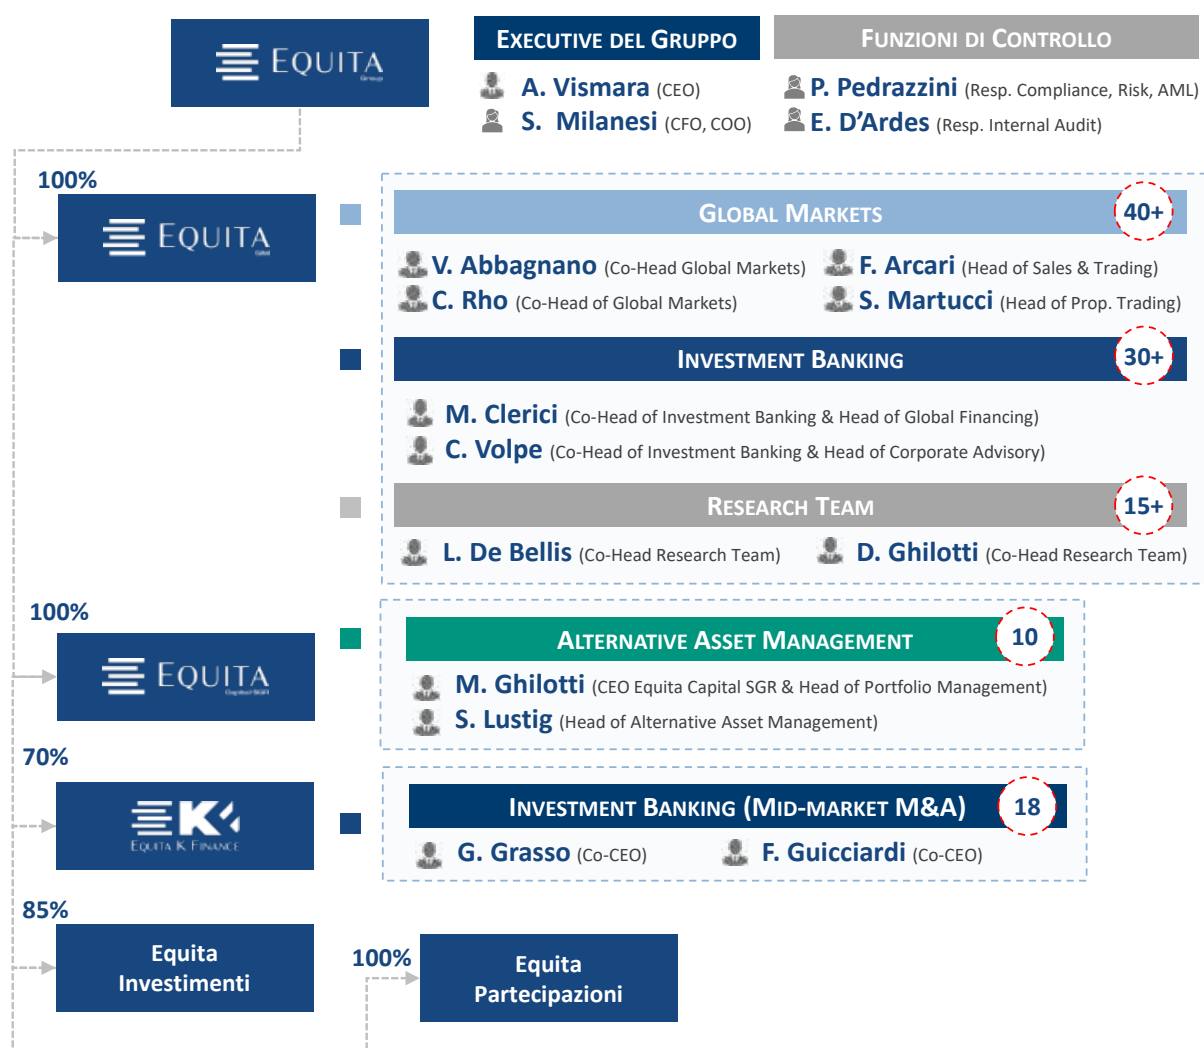 EQUITA
Group
EXECUTIVE DEL GRUPPO
A. Vismara (CEO)
S. Milanesi (CFO, COO)
FUNZIONI DI CONTROLLO
P. Pedrazzini (Resp. Compliance, Risk, AML)
E. D'Ardes (Resp. Internal Audit)
100%
EQUITA
SIM
GLOBAL MARKETS
40+
V. Abbagnano (Co-Head Global Markets)
F. Arcari (Head of Sales & Trading)
C. Rho (Co-Head of Global Markets)
S. Martucci (Head of Prop. Trading)
INVESTMENT BANKING
30+
M. Clerici (Co-Head of Investment Banking & Head of Global Financing)
C. Volpe (Co-Head of Investment Banking & Head of Corporate Advisory)
RESEARCH TEAM
15+
L. De Bellis (Co-Head Research Team)
D. Ghilotti (Co-Head Research Team)
100%
EQUITA
Capital SGR
ALTERNATIVE ASSET MANAGEMENT
10
M. Ghilotti (CEO Equita Capital SGR & Head of Portfolio Management)
S. Lustig (Head of Alternative Asset Management)
70%
K
EQUITA K FINANCE
INVESTMENT BANKING (MID-MARKET M&A)
18
G. Grasso (Co-CEO)
F. Guicciardi (Co-CEO)
85%
Equita
Investimenti
100%
Equita
Partecipazioni